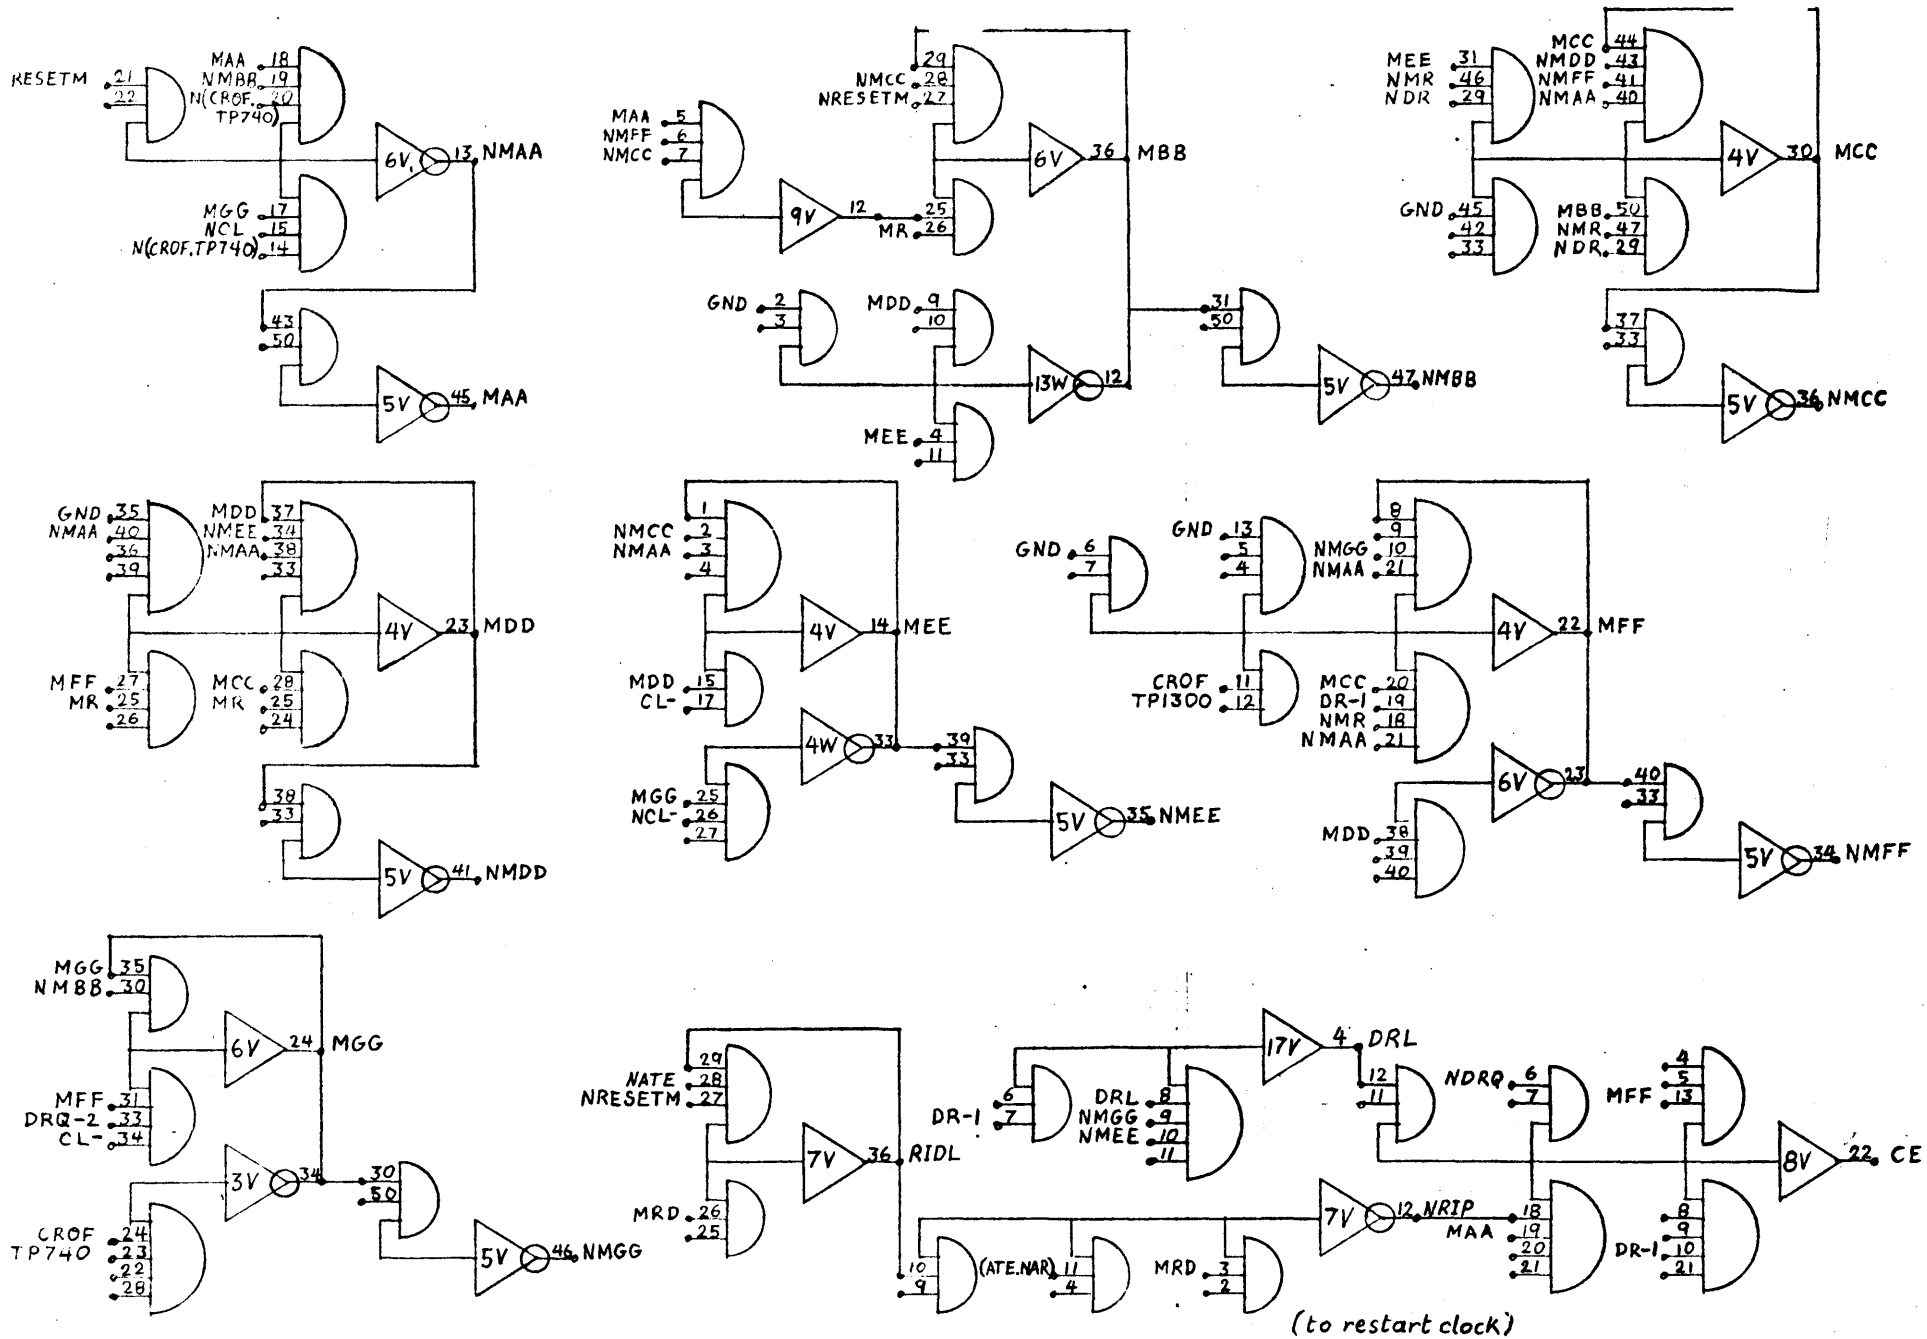 RESETM 21
22
MAA 18
NMBB 19
N(CROF. 20
TP740)
6V 13 NMAA
MGG 17
NCL 15
N(CROF.TP740) 14
43
50
5V 45 MAA
29
NMCC 28
NRESETM 27
MAA 5
NMFF 6
NMCC 7
6V 36 MBB
9V 12 25
MR 26
GND 2
3
MDD 9
10
13W 12
MEE 4
11
31
50
5V 47 NMBB
MEE 31
NMR 46
NDR 29
MCC 44
NMDD 43
NMFF 41
NMAA 40
4V 30 MCC
GND 45
42
33
MBB 50
NMR 47
NDR 29
37
33
5V 36 NMCC
GND 35
NMAA 40
36
39
MDD 37
NMEE 34
NMAA 38
33
4V 23 MDD
MFF 27
MR 25
26
MCC 28
MR 25
24
38
33
5V 41 NMDD
1
NMCC 2
NMAA 3
4
4V 14 MEE
MDD 15
CL- 17
4W 33
MGG 25
NCL- 26
27
39
33
5V 35 NMEE
GND 6
7
GND 13
5
4
8
9
NMGG 10
NMAA 21
4V 22 MFF
CROF 11
TP1300 12
MCC 20
DR-1 19
NMR 18
NMAA 21
6V 23
MDD 38
39
40
40
33
5V 34 NMFF
MGG 35
NMBB 30
6V 24 MGG
MFF 31
DRQ-2 33
CL- 34
3V 34
CROF 24
TP740 23
22
28
30
50
5V 46 NMGG
29
NATE 28
NRESETM 27
7V 36 RIDL
MRD 26
25
DR-1 6
7
DRL 8
NMGG 9
NMEE 10
11
17V 4 DRL
12
11
NDRQ 6
7
4
5
MFF 13
8V 22 CE
10
9
(ATE.NAR) 11
4
MRD 3
2
7V 12 NRIP 18
MAA 19
20
21
8
9
DR-1 10
21
(to restart clock)